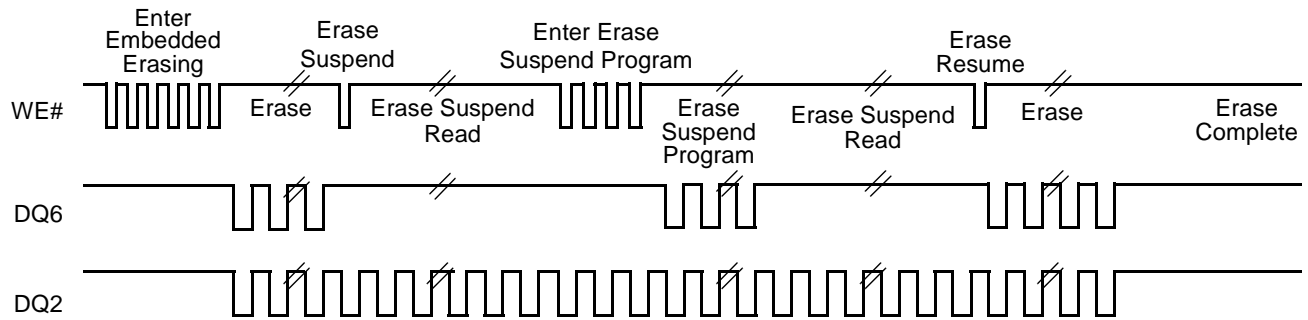 Enter
Embedded
Erasing
Erase
Suspend
Enter Erase
Suspend Program
Erase
Resume
WE#
Erase
Erase Suspend
Read
Erase
Suspend
Program
Erase Suspend
Read
Erase
Erase
Complete
DQ6
DQ2